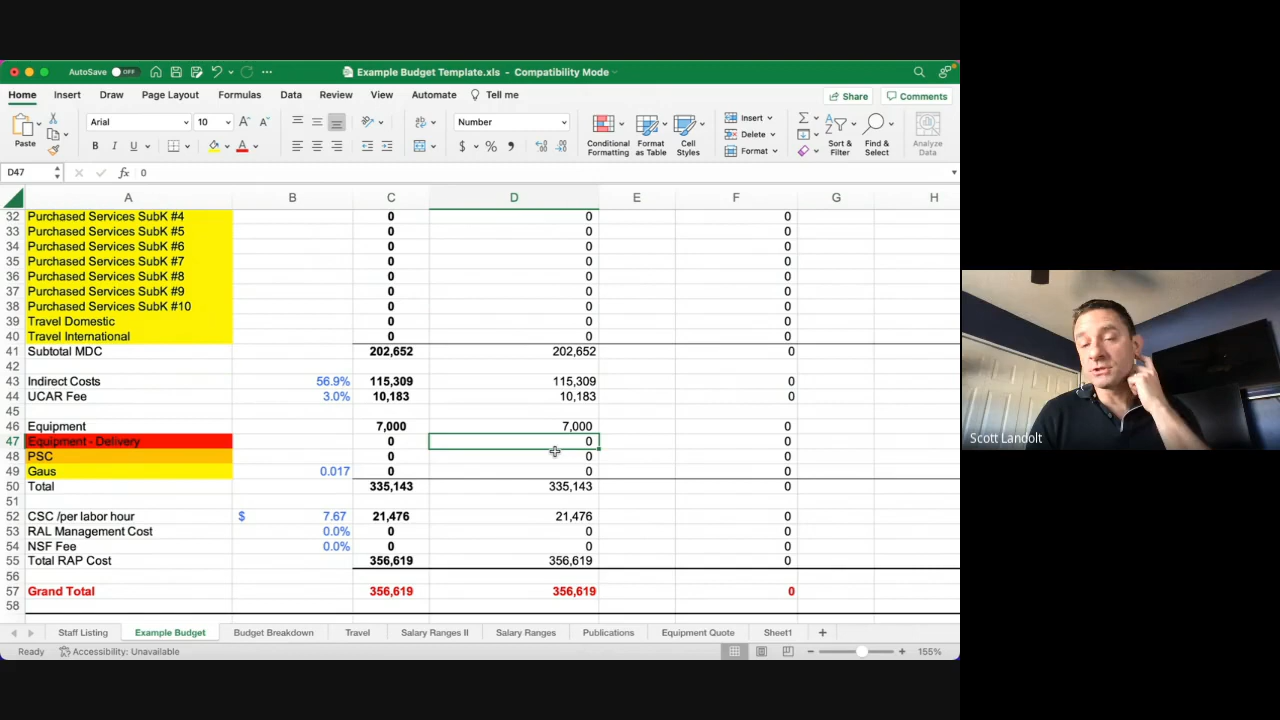 AutoSave OFF Example Budget Template.xls - Compatibility Mode
Home Insert Draw Page Layout Formulas Data Review View Automate Tell me Share Comments
Paste Arial 10 A A Number Conditional Formatting Format as Table Cell Styles Insert Delete Format Sort & Filter Find & Select Analyze Data
B I U A $ %
D47 fx 0
A B C D E F G H
32 Purchased Services SubK #4 0 0 0
33 Purchased Services SubK #5 0 0 0
34 Purchased Services SubK #6 0 0 0
35 Purchased Services SubK #7 0 0 0
36 Purchased Services SubK #8 0 0 0
37 Purchased Services SubK #9 0 0 0
38 Purchased Services SubK #10 0 0 0
39 Travel Domestic 0 0 0
40 Travel International 0 0 0
41 Subtotal MDC 202,652 202,652 0
42
43 Indirect Costs 56.9% 115,309 115,309 0
44 UCAR Fee 3.0% 10,183 10,183 0
45
46 Equipment 7,000 7,000 0
47 Equipment - Delivery 0 0 0
48 PSC 0 0 0
49 Gaus 0.017 0 0 0
50 Total 335,143 335,143 0
51
52 CSC /per labor hour $ 7.67 21,476 21,476 0
53 RAL Management Cost 0.0% 0 0 0
54 NSF Fee 0.0% 0 0 0
55 Total RAP Cost 356,619 356,619 0
56
57 Grand Total 356,619 356,619 0
58
Staff Listing Example Budget Budget Breakdown Travel Salary Ranges II Salary Ranges Publications Equipment Quote Sheet1 +
Ready Accessibility: Unavailable 155%
Scott Landolt